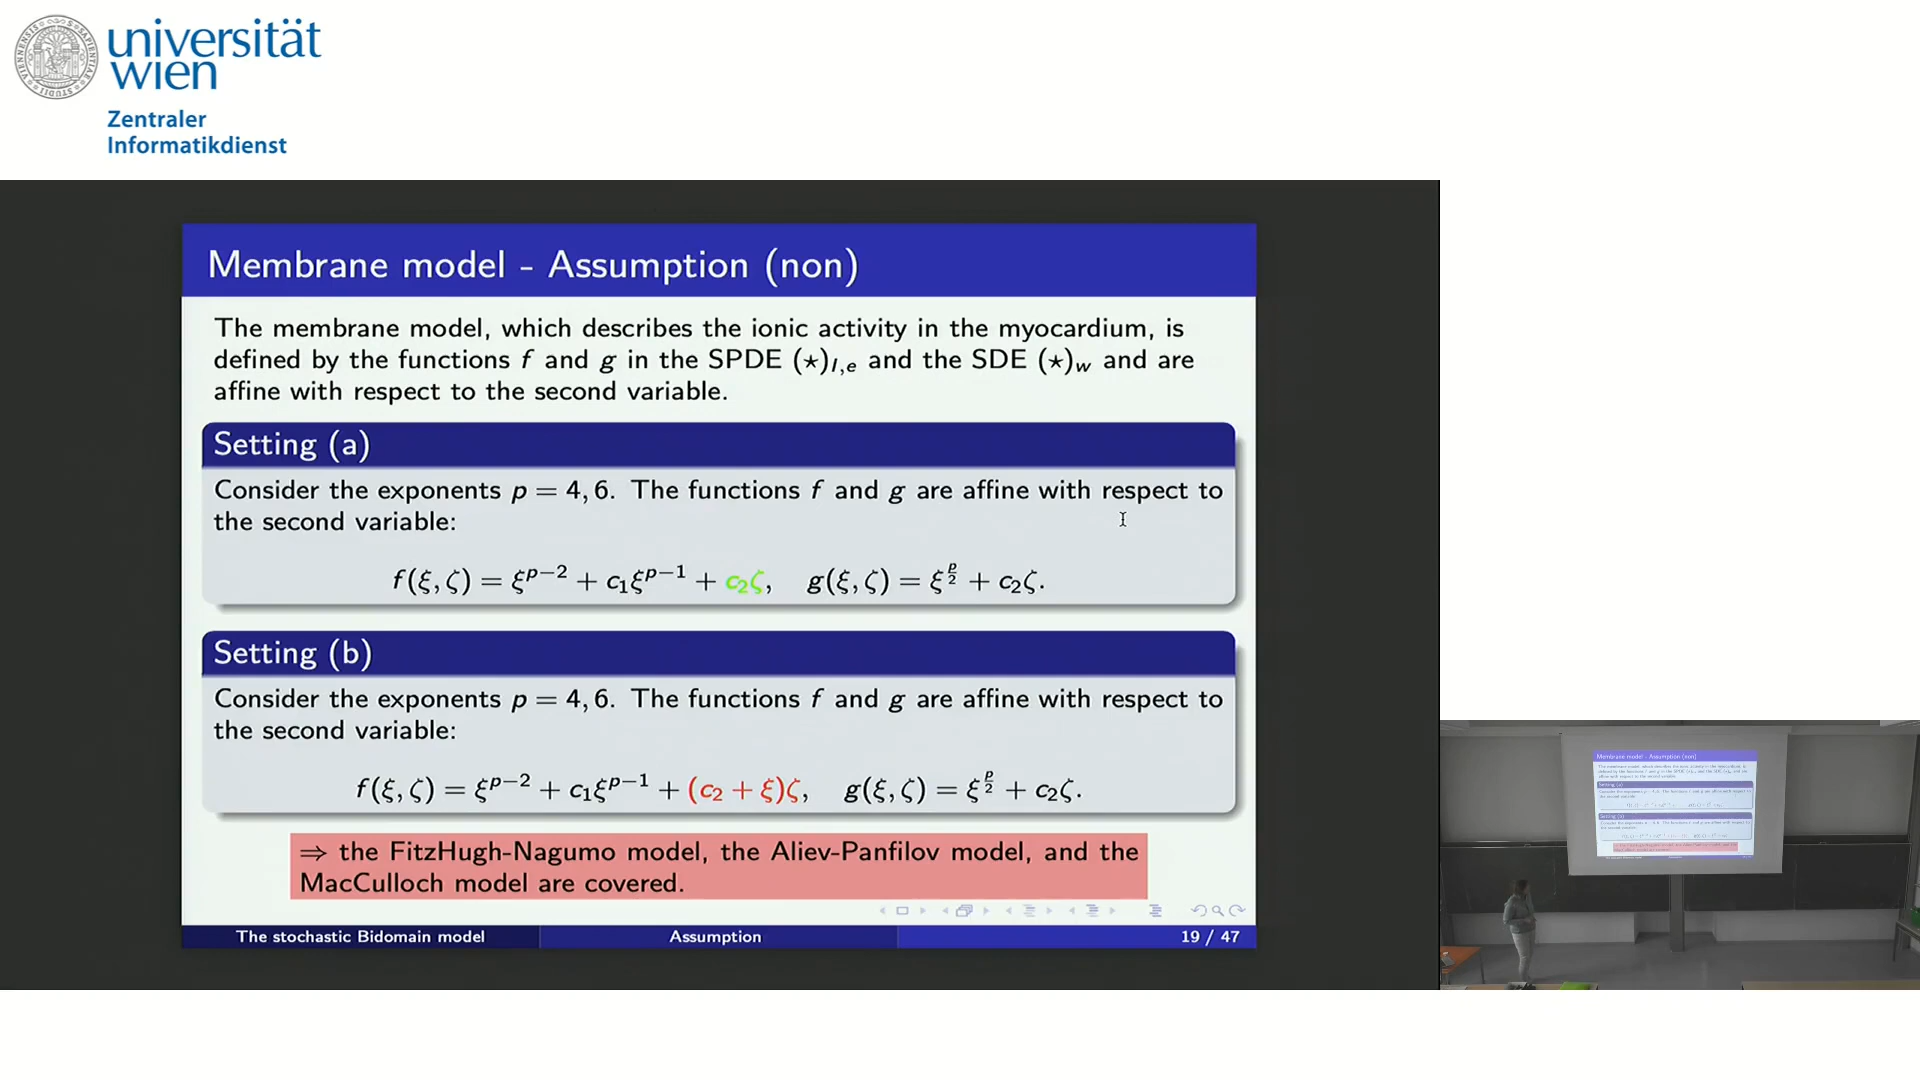 universität
wien
Zentraler
Informatikdienst
Membrane model - Assumption (non)
The membrane model, which describes the ionic activity in the myocardium, is
defined by the functions f and g in the SPDE (⋆)_{I,e} and the SDE (⋆)_w and are
affine with respect to the second variable.
Setting (a)
Consider the exponents p = 4, 6. The functions f and g are affine with respect to
the second variable:
f(ξ, ζ) = ξ^{p−2} + c₁ξ^{p−1} + c₂ζ, g(ξ, ζ) = ξ^{p/2} + c₂ζ.
Setting (b)
Consider the exponents p = 4, 6. The functions f and g are affine with respect to
the second variable:
f(ξ, ζ) = ξ^{p−2} + c₁ξ^{p−1} + (c₂ + ξ)ζ, g(ξ, ζ) = ξ^{p/2} + c₂ζ.
⇒ the FitzHugh-Nagumo model, the Aliev-Panfilov model, and the
MacCulloch model are covered.
The stochastic Bidomain model Assumption 19 / 47
Membrane model - Assumption (non)